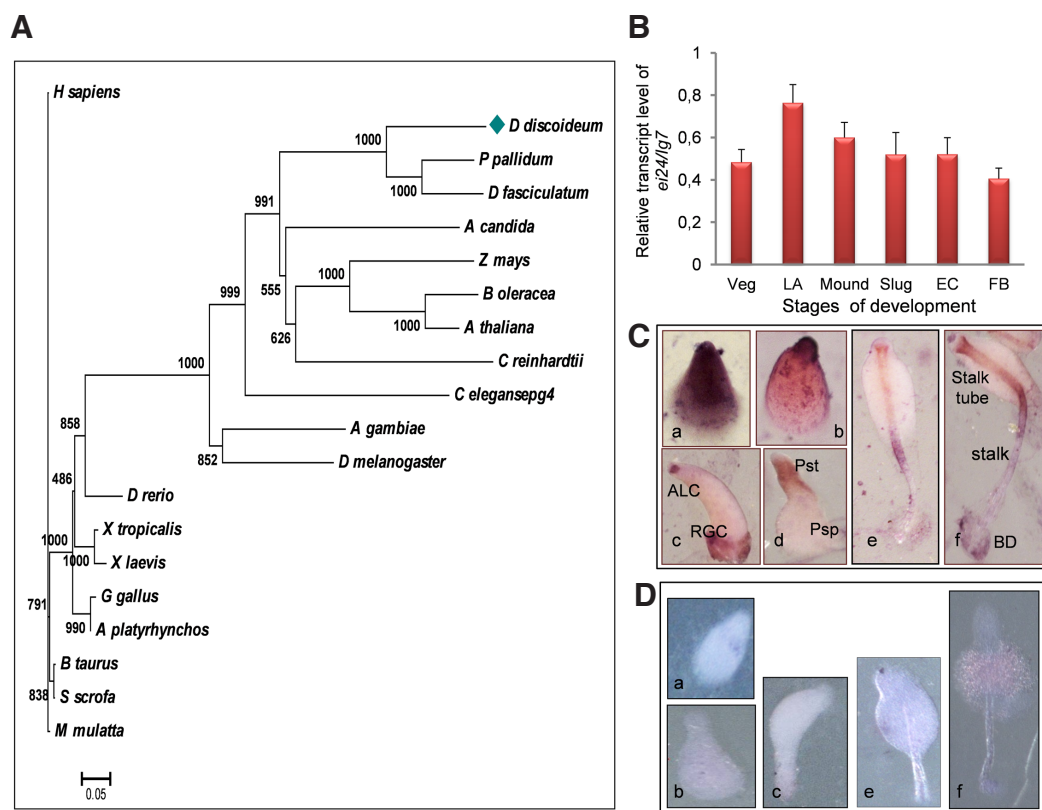 A
H sapiens
D discoideum
1000
P pallidum
1000
D fasciculatum
991
A candida
Z mays
1000
555
B oleracea
999
1000
A thaliana
626
C reinhardtii
1000
C elegansepg4
A gambiae
858
852
D melanogaster
486
D rerio
X tropicalis
1000
1000
X laevis
G gallus
791
990
A platyrhynchos
B taurus
838
S scrofa
M mulatta
0.05
B
Relative transcript level of
ei24/Ig7
1
0,8
0,6
0,4
0,2
0
Veg LA Mound Slug EC FB
Stages of development
C
a
b
ALC
RGC
c
Pst
Psp
d
e
Stalk
tube
stalk
f
BD
D
a
b
c
e
f